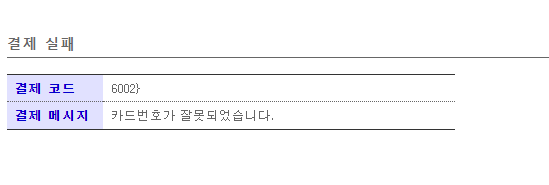 결제 실패
결제 코드 6002}
결제 메시지 카드번호가 잘못되었습니다.